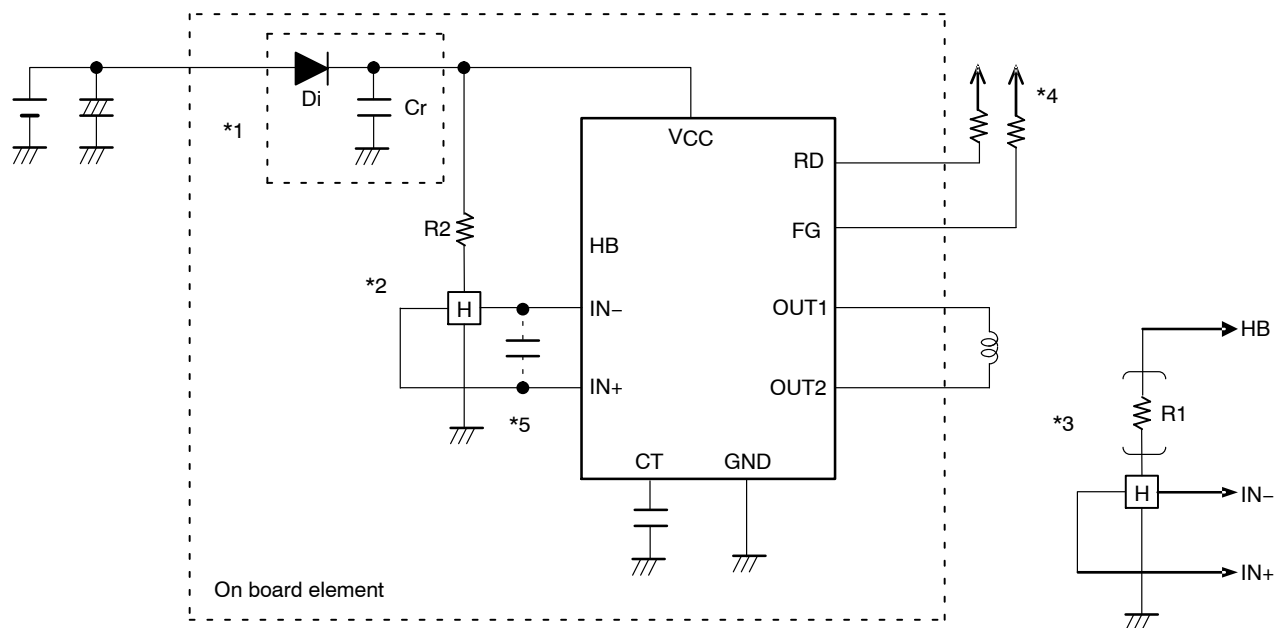 Di
Cr
*1
*4
VCC
RD
R2
FG
HB
*2
H
IN−
OUT1
IN+
OUT2
*5
CT
GND
On board element
HB
*3
R1
H
IN−
IN+